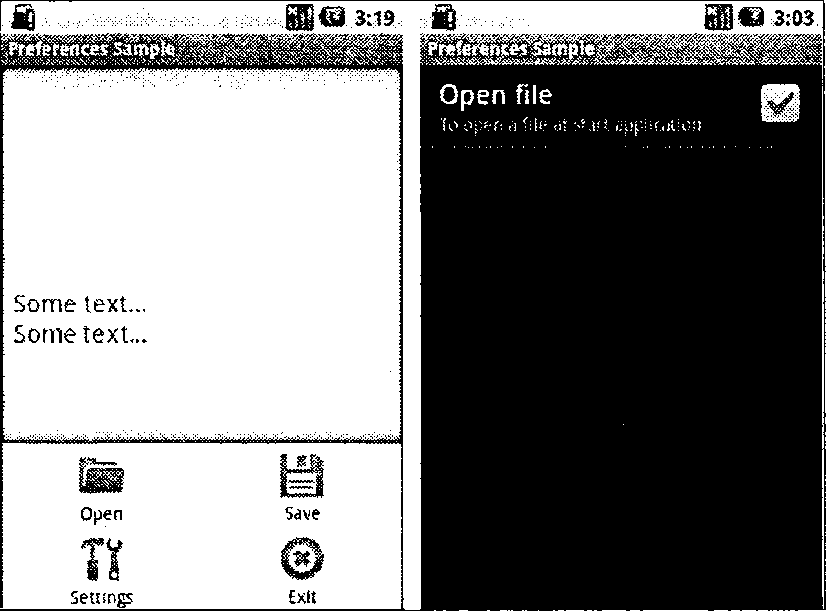 3:19
Preferences Sample
Some text...
Some text...
Open
Save
Settings
Exit
3:03
Preferences Sample
Open file
To open a file at start application